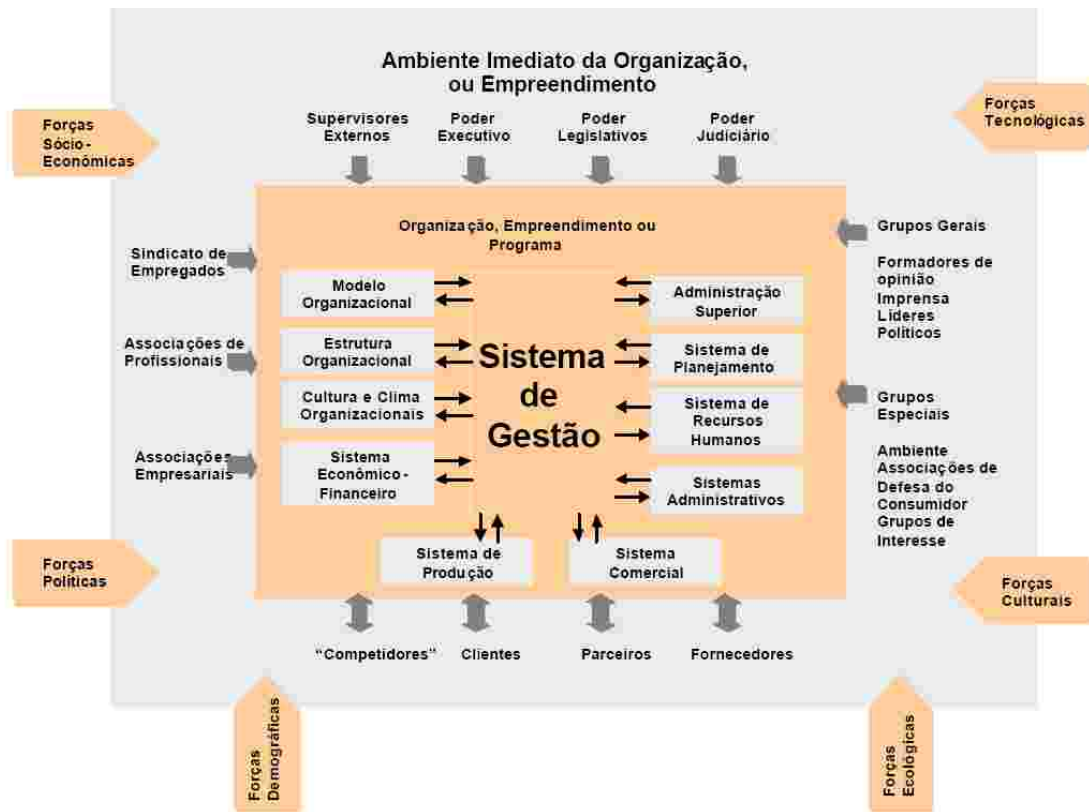 Ambiente Imediato da Organização,
ou Empreendimento
Forças
Sócio-
Econômicas
Supervisores
Externos
Poder
Executivo
Poder
Legislativos
Poder
Judiciário
Forças
Tecnológicas
Organização, Empreendimento ou
Programa
Sindicato de
Empregados
Associações de
Profissionais
Associações
Empresariais
Modelo
Organizacional
Estrutura
Organizacional
Cultura e Clima
Organizacionais
Sistema
Econômico-
Financeiro
Sistema
de
Gestão
Administração
Superior
Sistema de
Planejamento
Sistema de
Recursos
Humanos
Sistemas
Administrativos
Sistema de
Produção
Sistema
Comercial
Grupos Gerais
Formadores de
opinião
Imprensa
Líderes
Políticos
Grupos
Especiais
Ambiente
Associações de
Defesa do
Consumidor
Grupos de
Interesse
Forças
Políticas
Forças
Culturais
“Competidores”
Clientes
Parceiros
Fornecedores
Forças
Demográficas
Forças
Ecológicas